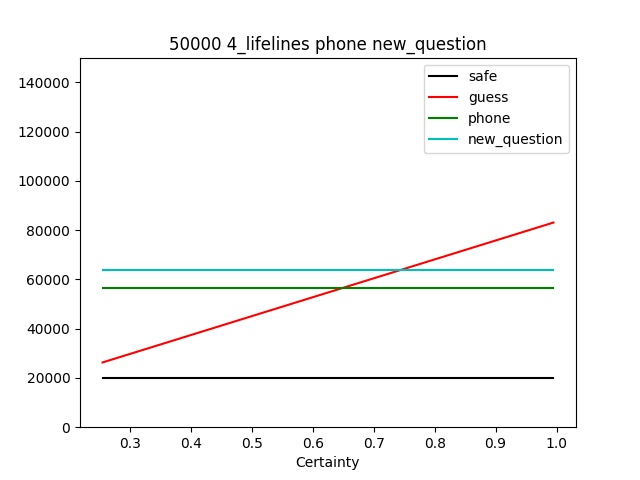 50000 4_lifelines phone new_question
safe
guess
phone
new_question
140000
120000
100000
80000
60000
40000
20000
0
0.3 0.4 0.5 0.6 0.7 0.8 0.9 1.0
Certainty